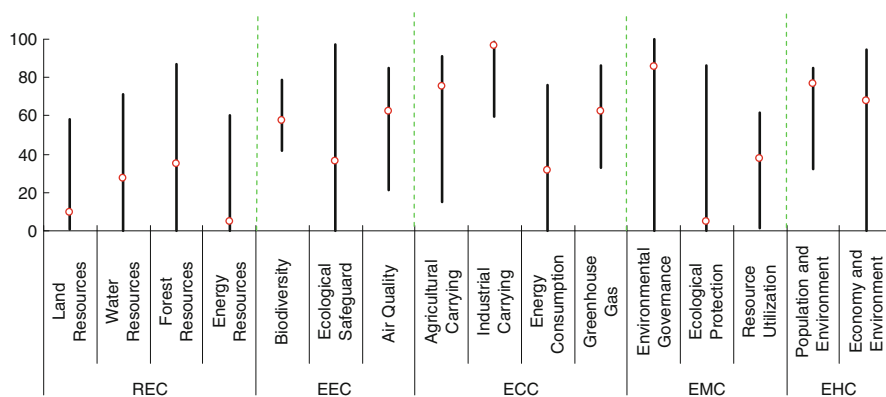 100
80
60
40
20
0
Land
Resources
Water
Resources
Forest
Resources
Energy
Resources
Biodiversity
Ecological
Safeguard
Air Quality
Agricultural
Carrying
Industrial
Carrying
Energy
Consumption
Greenhouse
Gas
Environmental
Governance
Ecological
Protection
Resource
Utilization
Population and
Environment
Economy and
Environment
REC
EEC
ECC
EMC
EHC